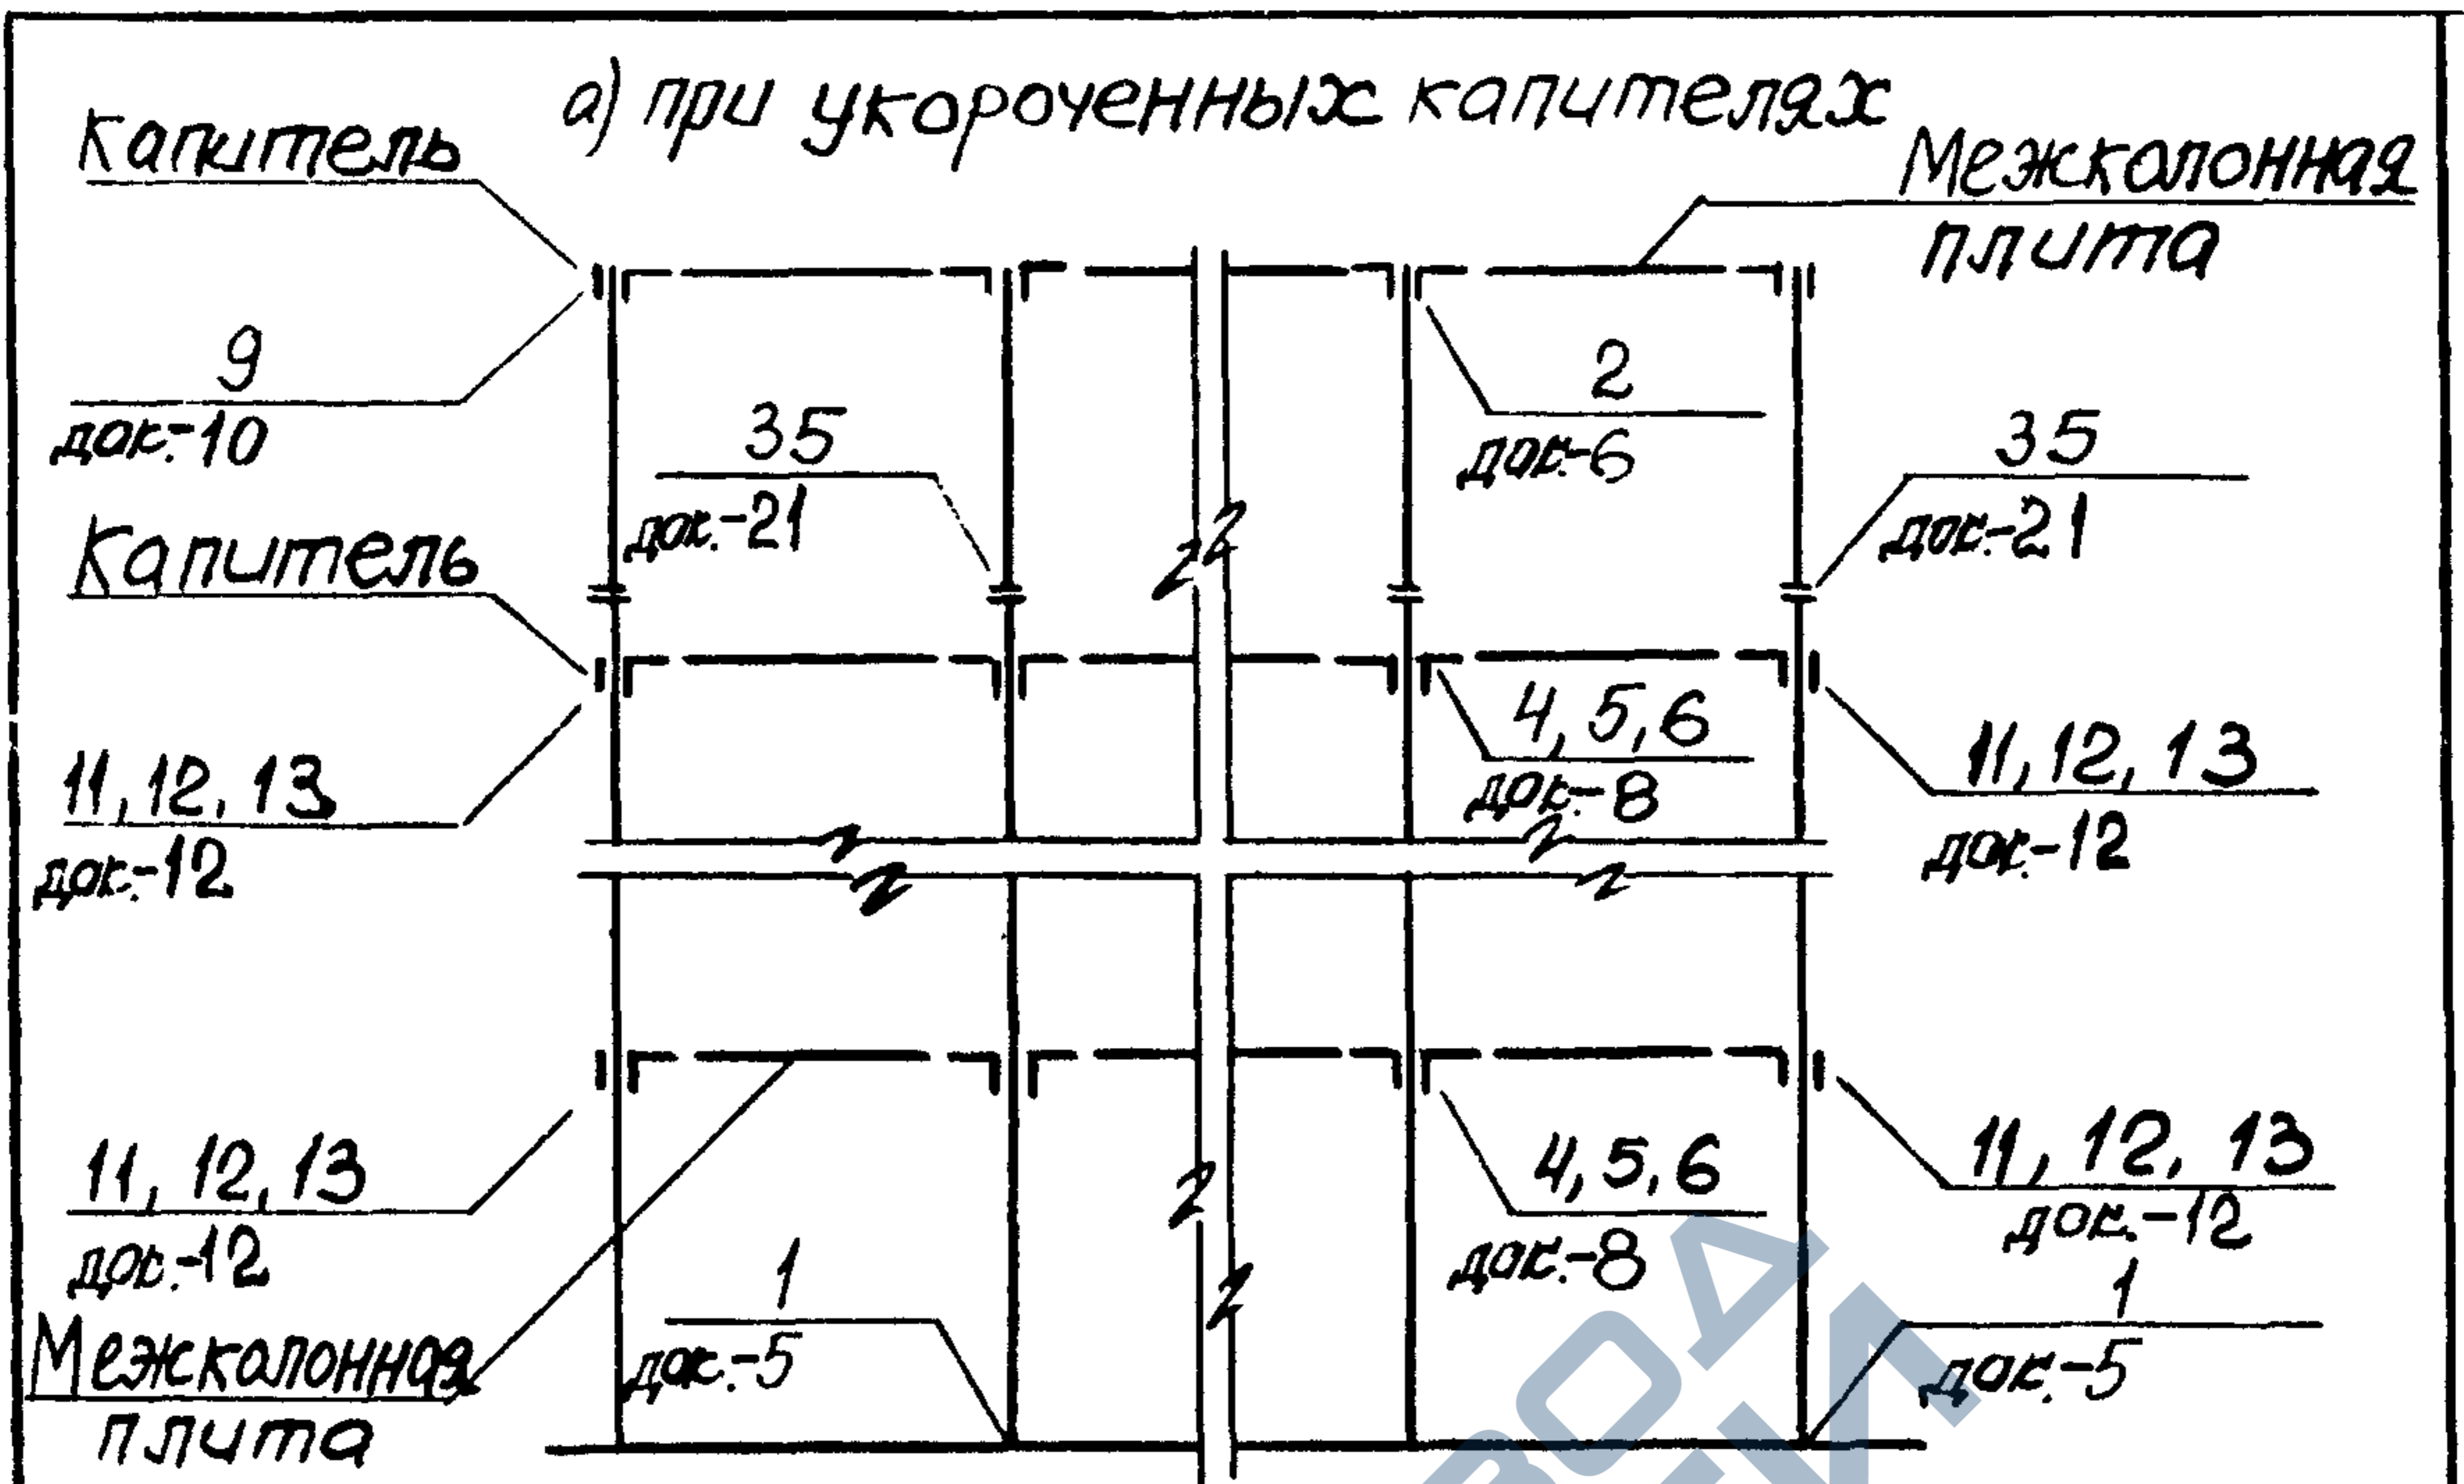 а) при укороченных капителях
Капитель
Межколонная
плита
9
док.-10
2
док.-6
35
док.-21
35
док.-21
Капитель
4, 5, 6
док.-8
11, 12, 13
док.-12
11, 12, 13
док.-12
11, 12, 13
док.-12
4, 5, 6
док.-8
11, 12, 13
док.-12
1
док.-5
1
док.-5
Межколонная
плита